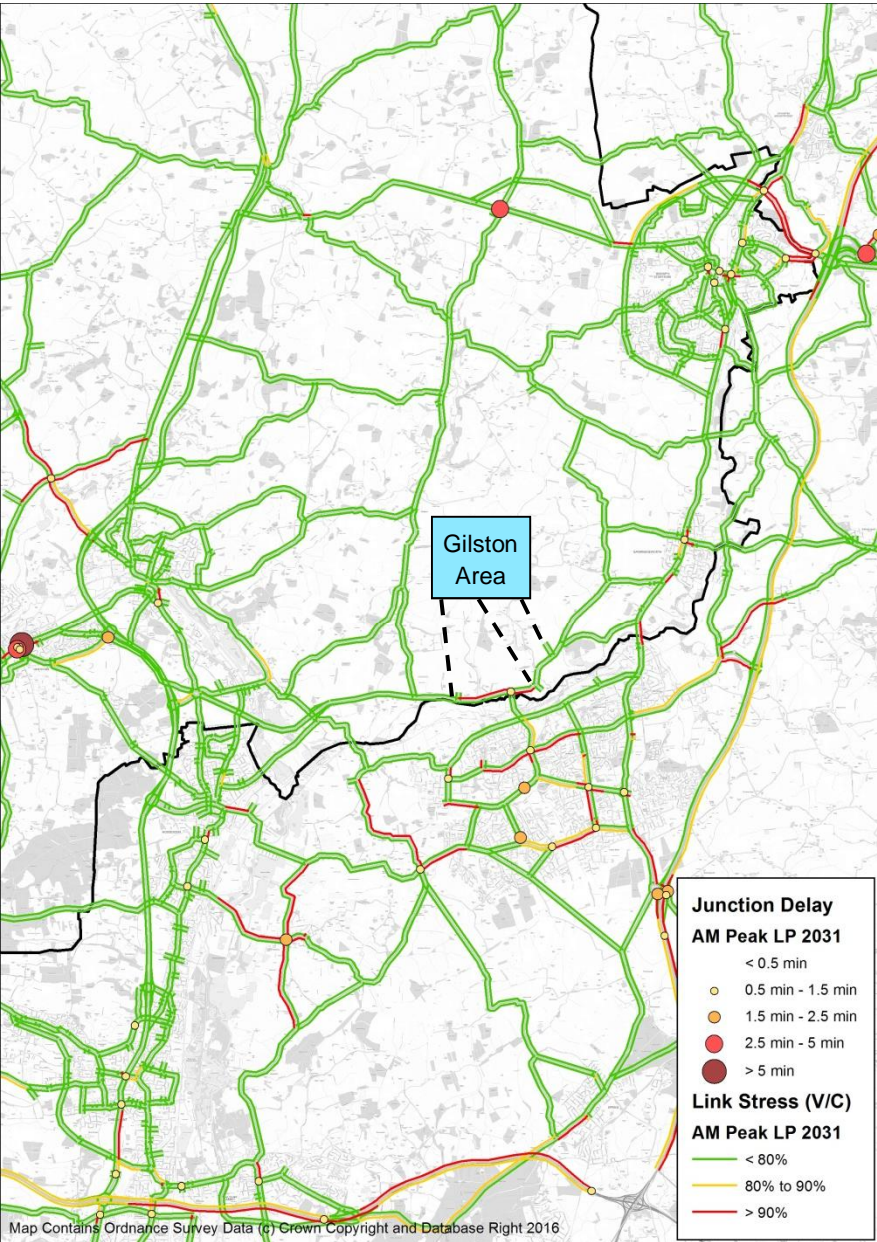 Gilston
Area
Junction Delay
AM Peak LP 2031
< 0.5 min
0.5 min - 1.5 min
1.5 min - 2.5 min
2.5 min - 5 min
> 5 min
Link Stress (V/C)
AM Peak LP 2031
< 80%
80% to 90%
> 90%
Map Contains Ordnance Survey Data (c) Crown Copyright and Database Right 2016